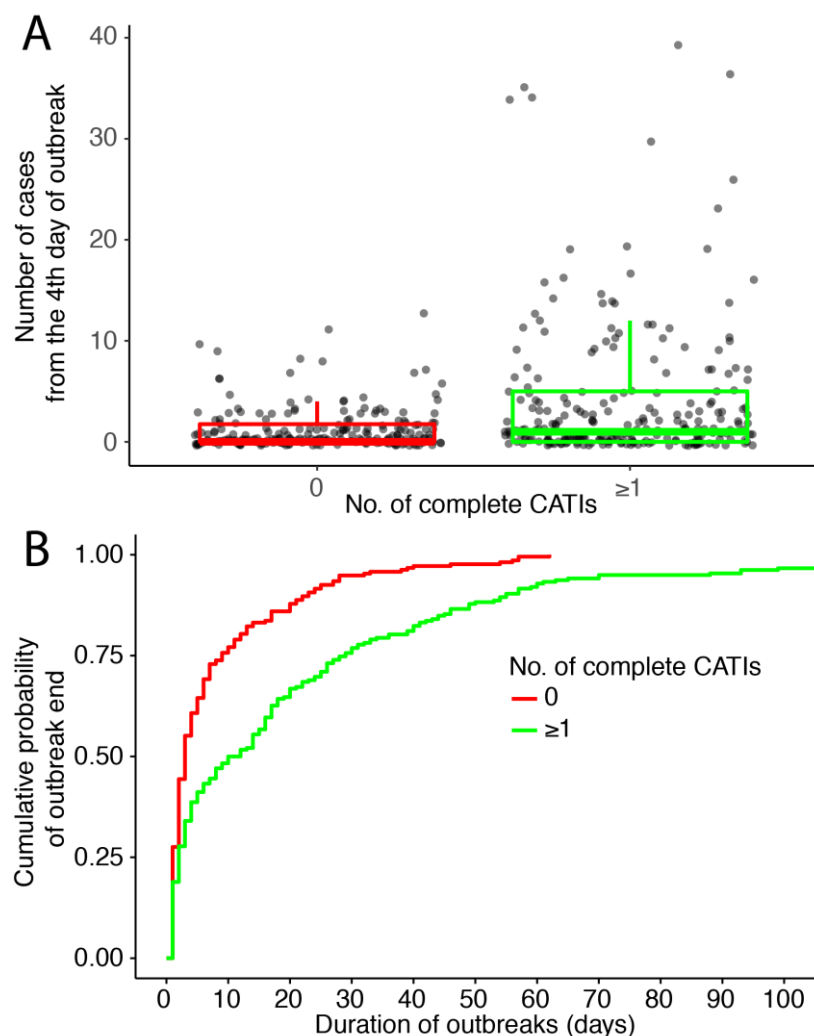 A
Number of cases
from the 4th day of outbreak
40
30
20
10
0
0
≥1
No. of complete CATIs
B
Cumulative probability
of outbreak end
1.00
0.75
0.50
0.25
0.00
No. of complete CATIs
0
≥1
0 10 20 30 40 50 60 70 80 90 100
Duration of outbreaks (days)